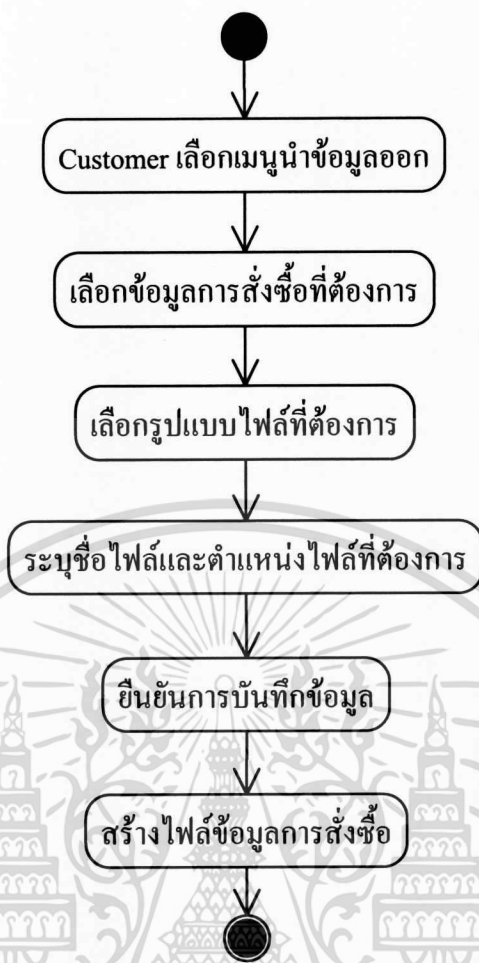 Customer เลือกเมนูนำข้อมูลออก
เลือกข้อมูลการสั่งซื้อที่ต้องการ
เลือกรูปแบบไฟล์ที่ต้องการ
ระบุชื่อไฟล์และตำแหน่งไฟล์ที่ต้องการ
ยืนยันการบันทึกข้อมูล
สร้างไฟล์ข้อมูลการสั่งซื้อ